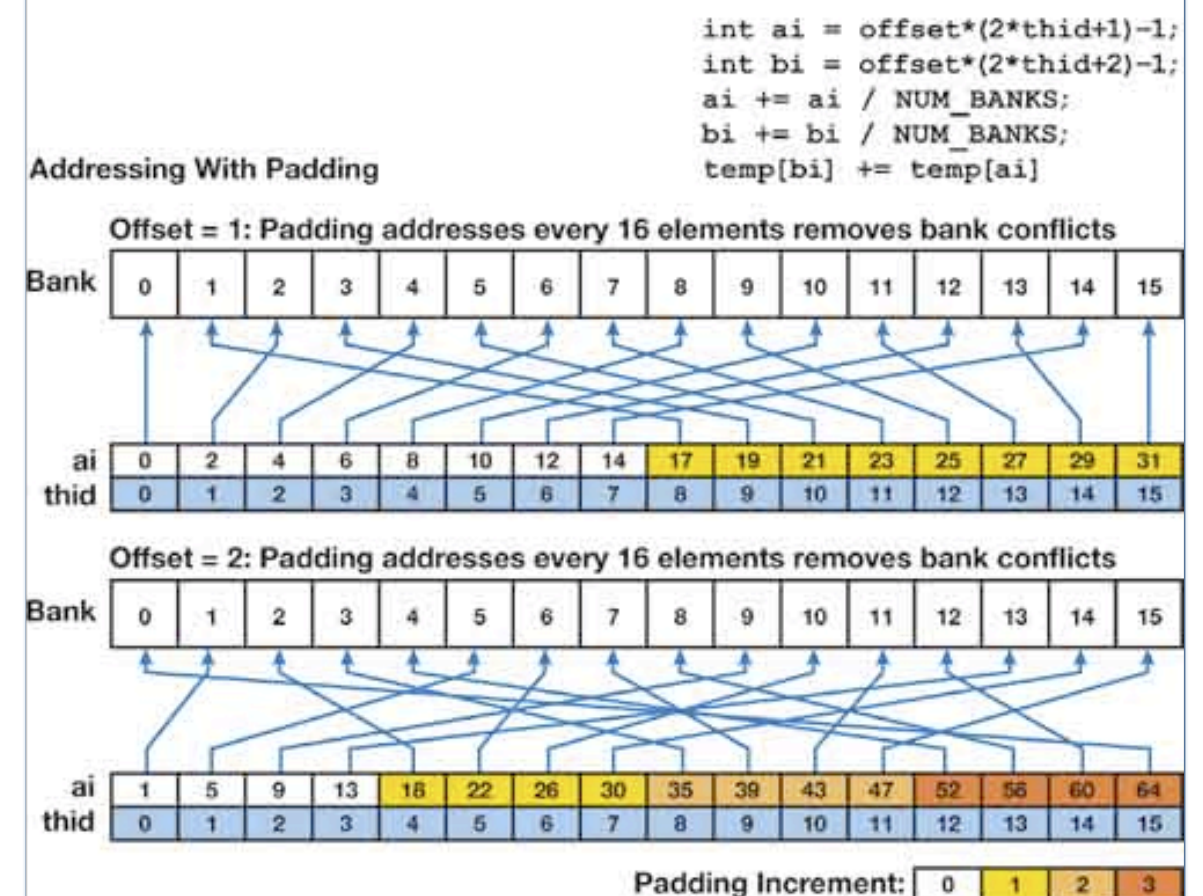 int ai = offset*(2*thid+1)-1;
int bi = offset*(2*thid+2)-1;
ai += ai / NUM_BANKS;
bi += bi / NUM_BANKS;
temp[bi] += temp[ai]
Addressing With Padding
Offset = 1: Padding addresses every 16 elements removes bank conflicts
Bank 0 1 2 3 4 5 6 7 8 9 10 11 12 13 14 15
ai 0 2 4 6 8 10 12 14 17 19 21 23 25 27 29 31
thid 0 1 2 3 4 5 6 7 8 9 10 11 12 13 14 15
Offset = 2: Padding addresses every 16 elements removes bank conflicts
Bank 0 1 2 3 4 5 6 7 8 9 10 11 12 13 14 15
ai 1 5 9 13 18 22 26 30 35 39 43 47 52 56 60 64
thid 0 1 2 3 4 5 6 7 8 9 10 11 12 13 14 15
Padding Increment: 0 1 2 3